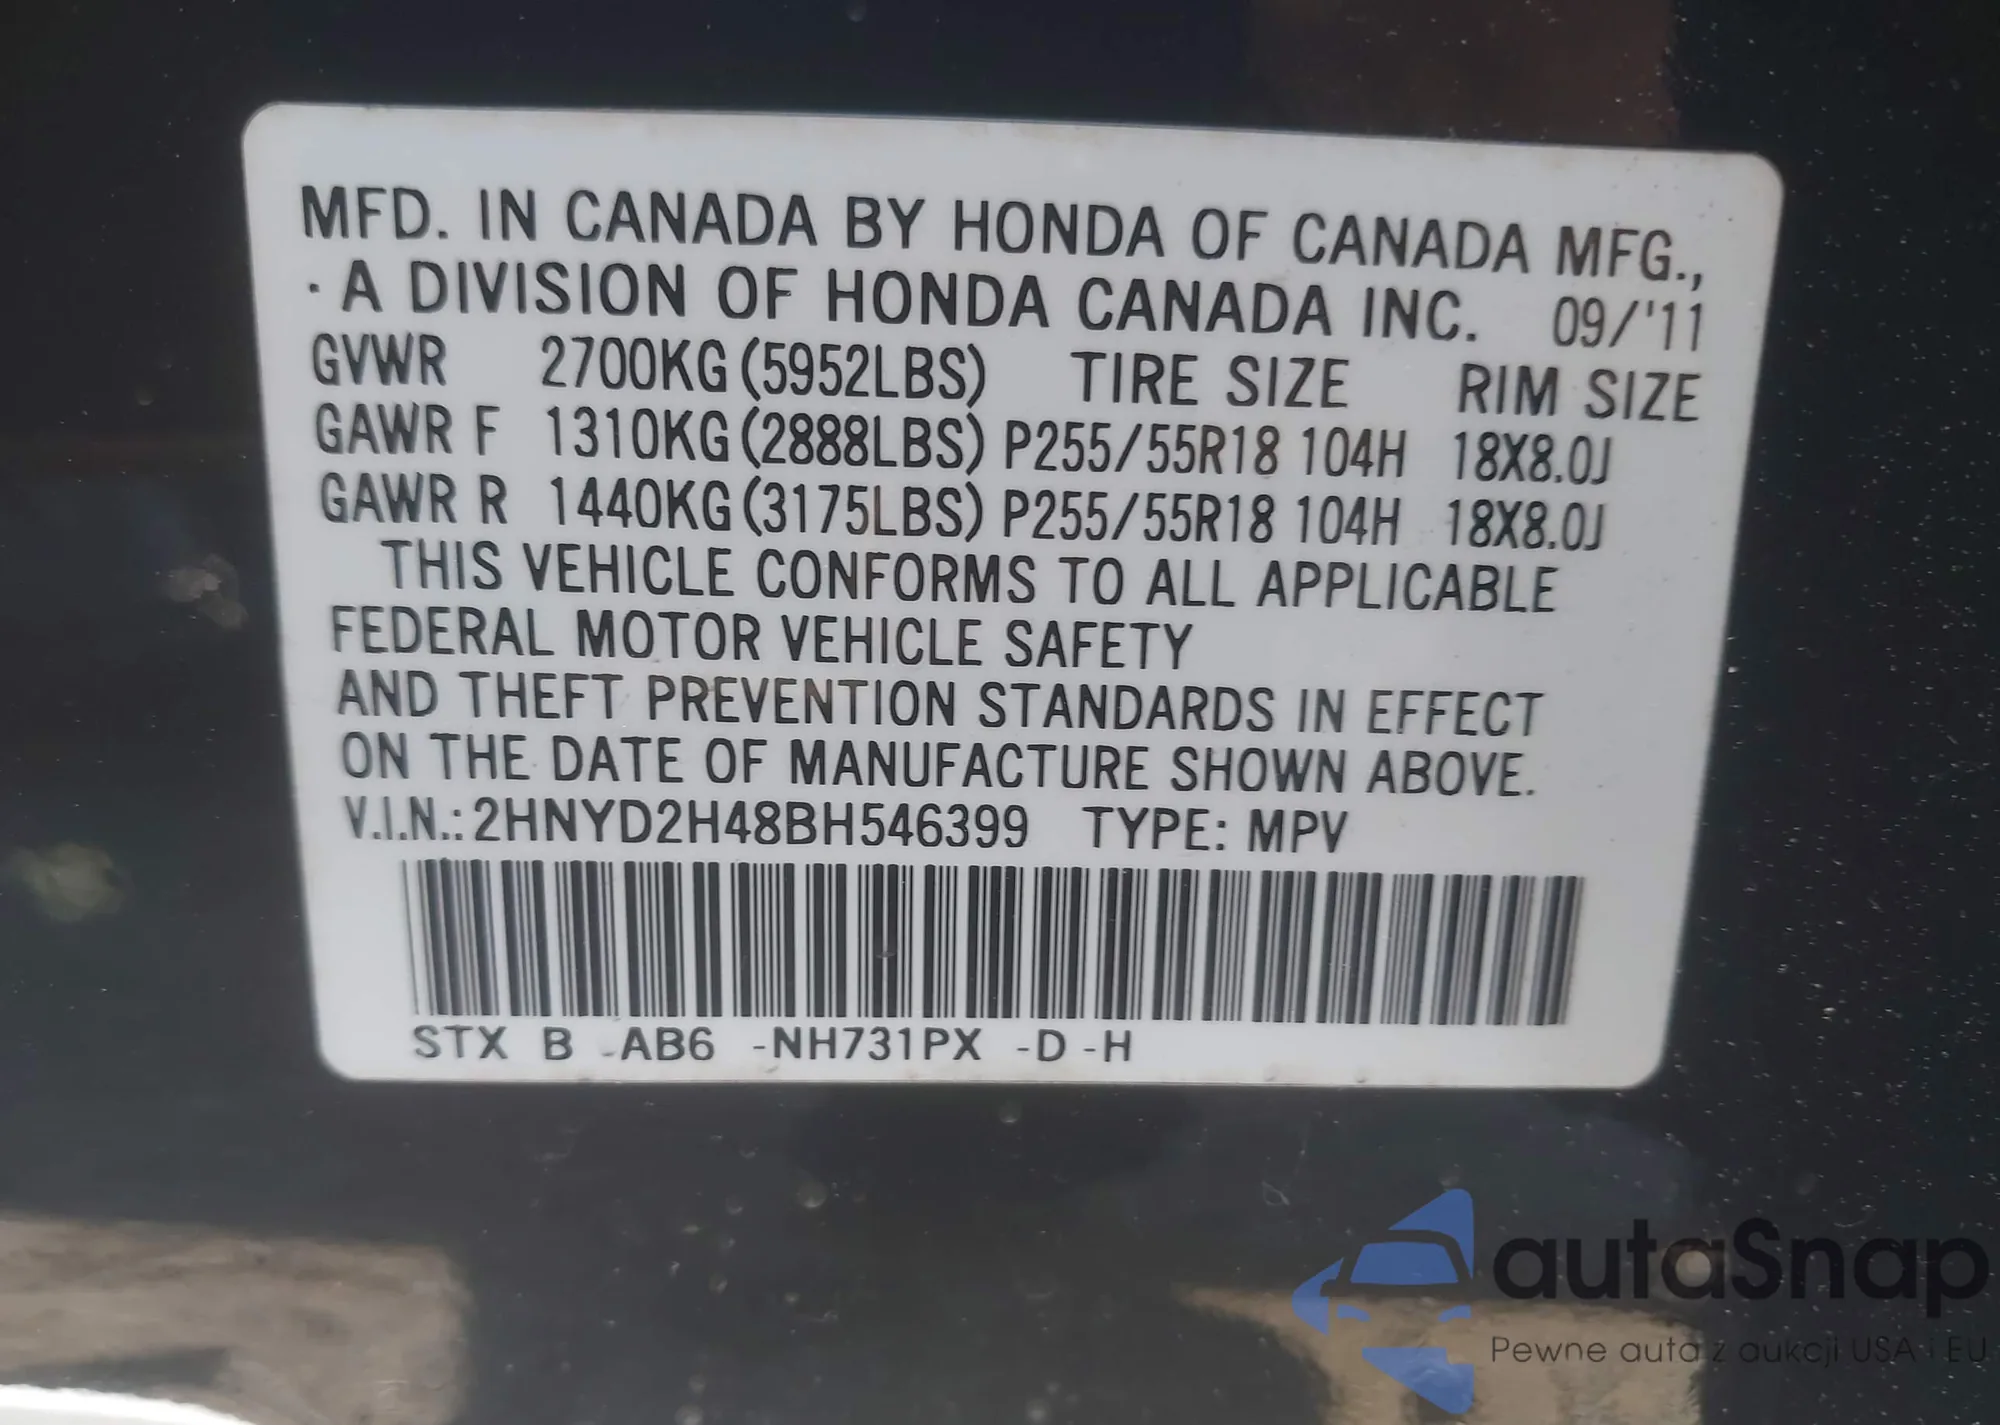 MFD. IN CANADA BY HONDA OF CANADA MFG.,
· A DIVISION OF HONDA CANADA INC. 09/'11
GVWR 2700KG (5952LBS) TIRE SIZE RIM SIZE
GAWR F 1310KG (2888LBS) P255/55R18 104H 18X8.0J
GAWR R 1440KG (3175LBS) P255/55R18 104H 18X8.0J
THIS VEHICLE CONFORMS TO ALL APPLICABLE
FEDERAL MOTOR VEHICLE SAFETY
AND THEFT PREVENTION STANDARDS IN EFFECT
ON THE DATE OF MANUFACTURE SHOWN ABOVE.
V.I.N.: 2HNYD2H48BH546399 TYPE: MPV
STX B -AB6 -NH731PX -D -H
autaSnap
Pewne auta z aukcji USA i EU